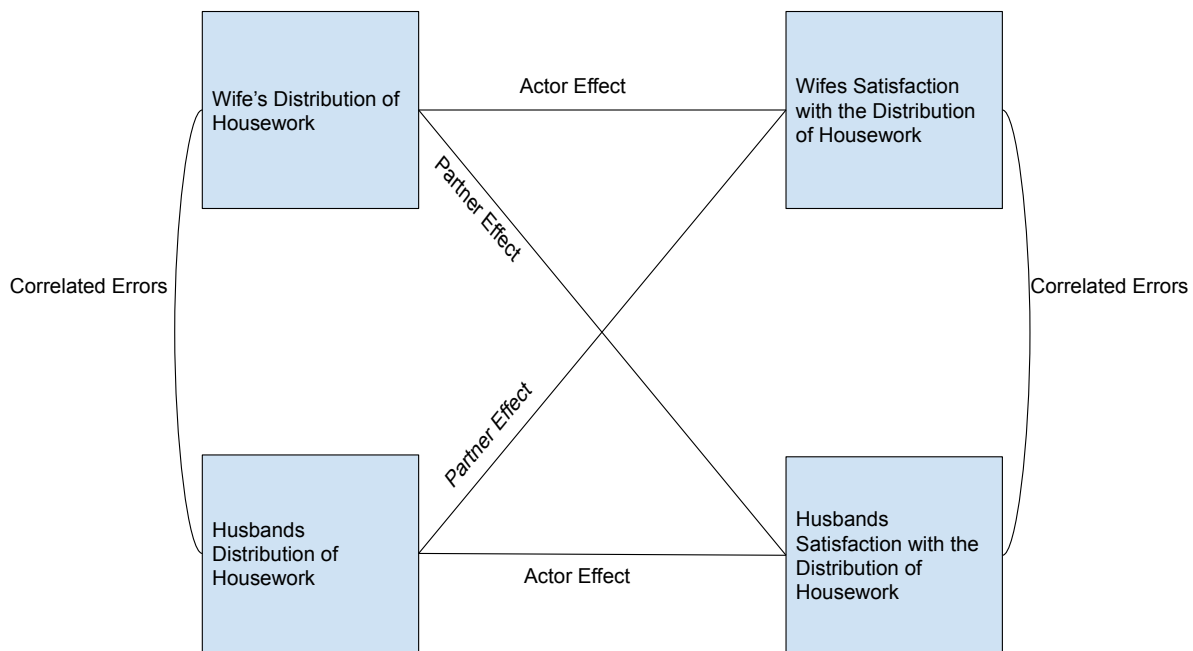 Wife's Distribution of
Housework
Actor Effect
Wifes Satisfaction
with the Distribution
of Housework
Partner Effect
Correlated Errors
Correlated Errors
Partner Effect
Husbands
Distribution of
Housework
Actor Effect
Husbands
Satisfaction with the
Distribution of
Housework